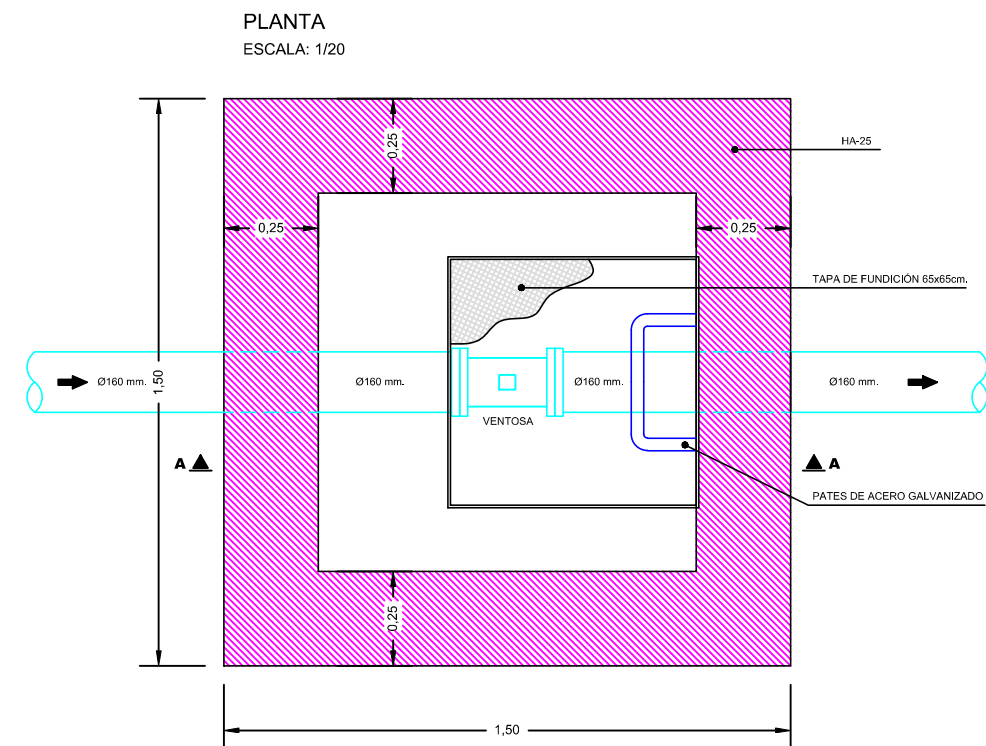 PLANTA
ESCALA: 1/20
0,25
HA-25
0,25
0,25
TAPA DE FUNDICIÓN 65x65cm.
Ø160 mm.
1,50
Ø160 mm.
Ø160 mm.
Ø160 mm.
VENTOSA
A
A
PATES DE ACERO GALVANIZADO
0,25
1,50